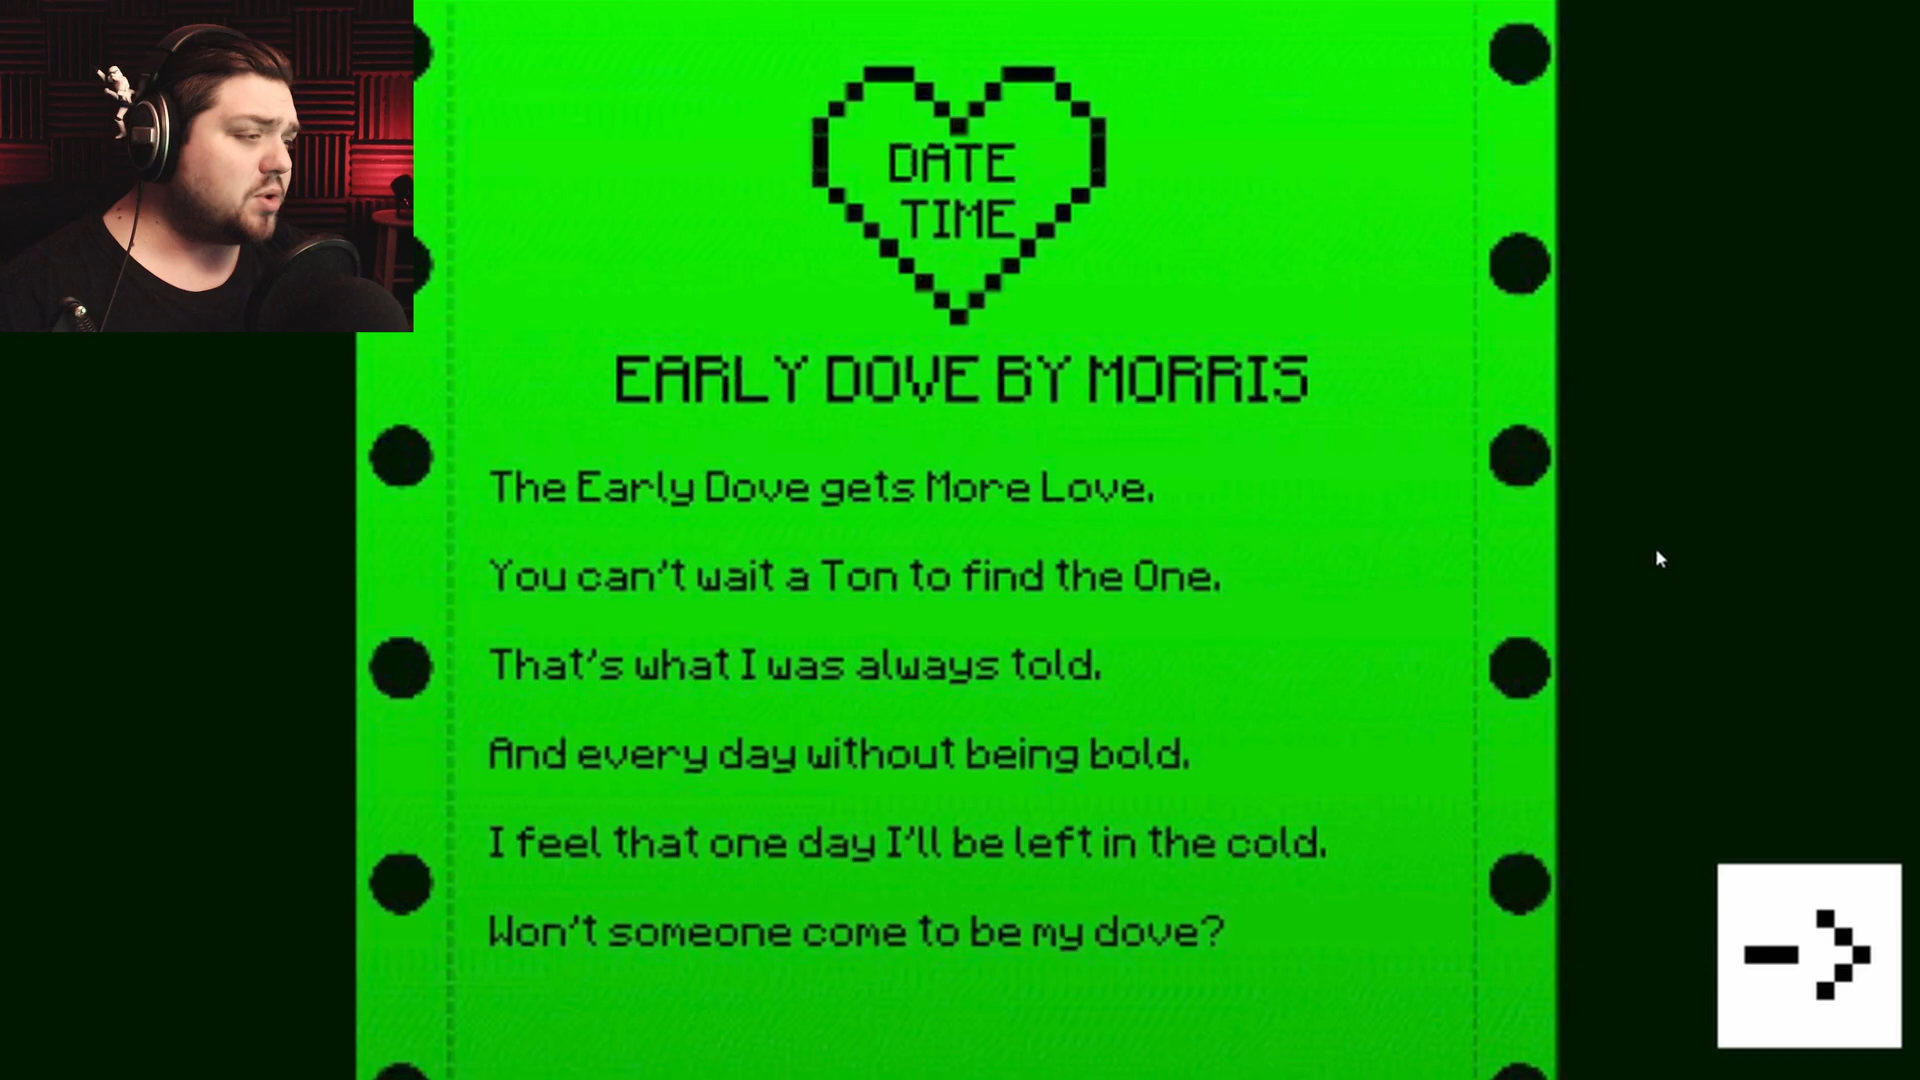 DATE
TIME
EARLY DOVE BY MORRIS
The Early Dove gets More Love.
You can't wait a Ton to find the One.
That's what I was always told.
And every day without being bold.
I feel that one day I'll be left in the cold.
Won't someone come to be my dove?